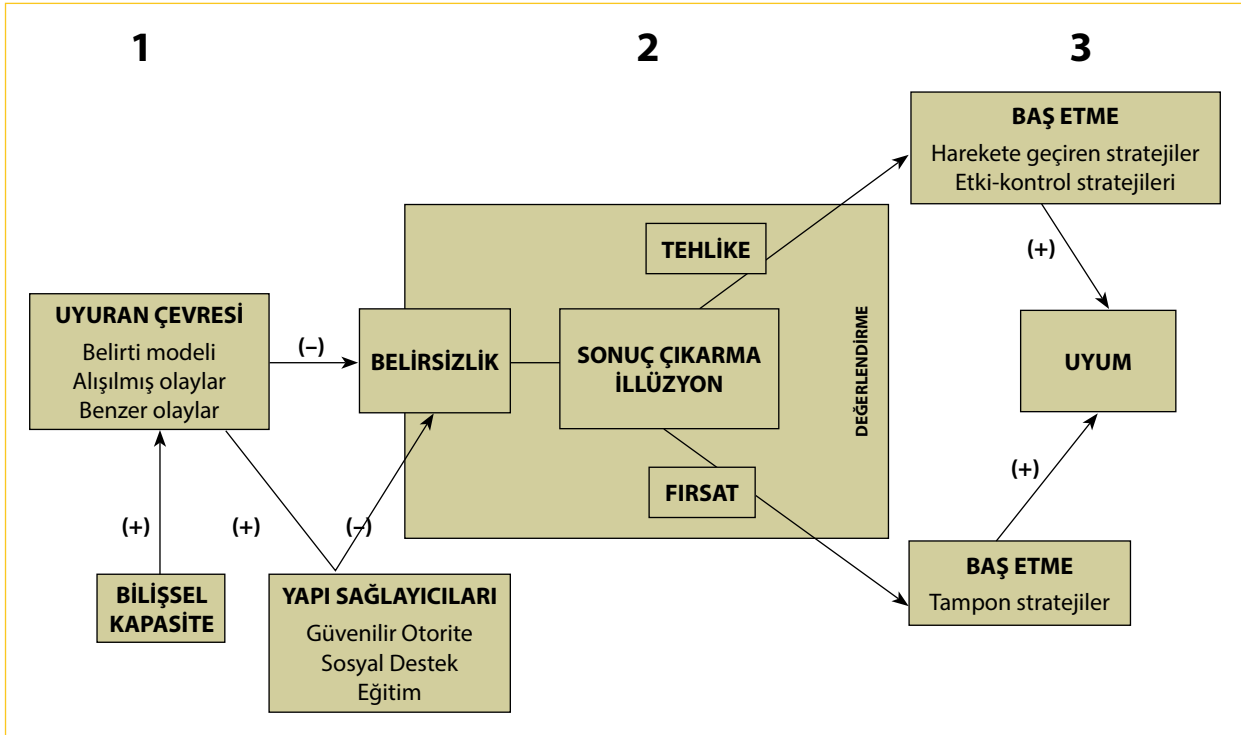 1
2
3
BAŞ ETME
Harekete geçiren stratejiler
Etki-kontrol stratejileri
(+)
TEHLİKE
UYURAN ÇEVRESİ
Belirti modeli
Alışılmış olaylar
Benzer olaylar
(–)
BELİRSİZLİK
SONUÇ ÇIKARMA
İLLÜZYON
DEĞERLENDİRME
UYUM
FIRSAT
(+)
(+)
(+)
(–)
BİLİŞSEL
KAPASİTE
YAPI SAĞLAYICILARI
Güvenilir Otorite
Sosyal Destek
Eğitim
BAŞ ETME
Tampon stratejiler